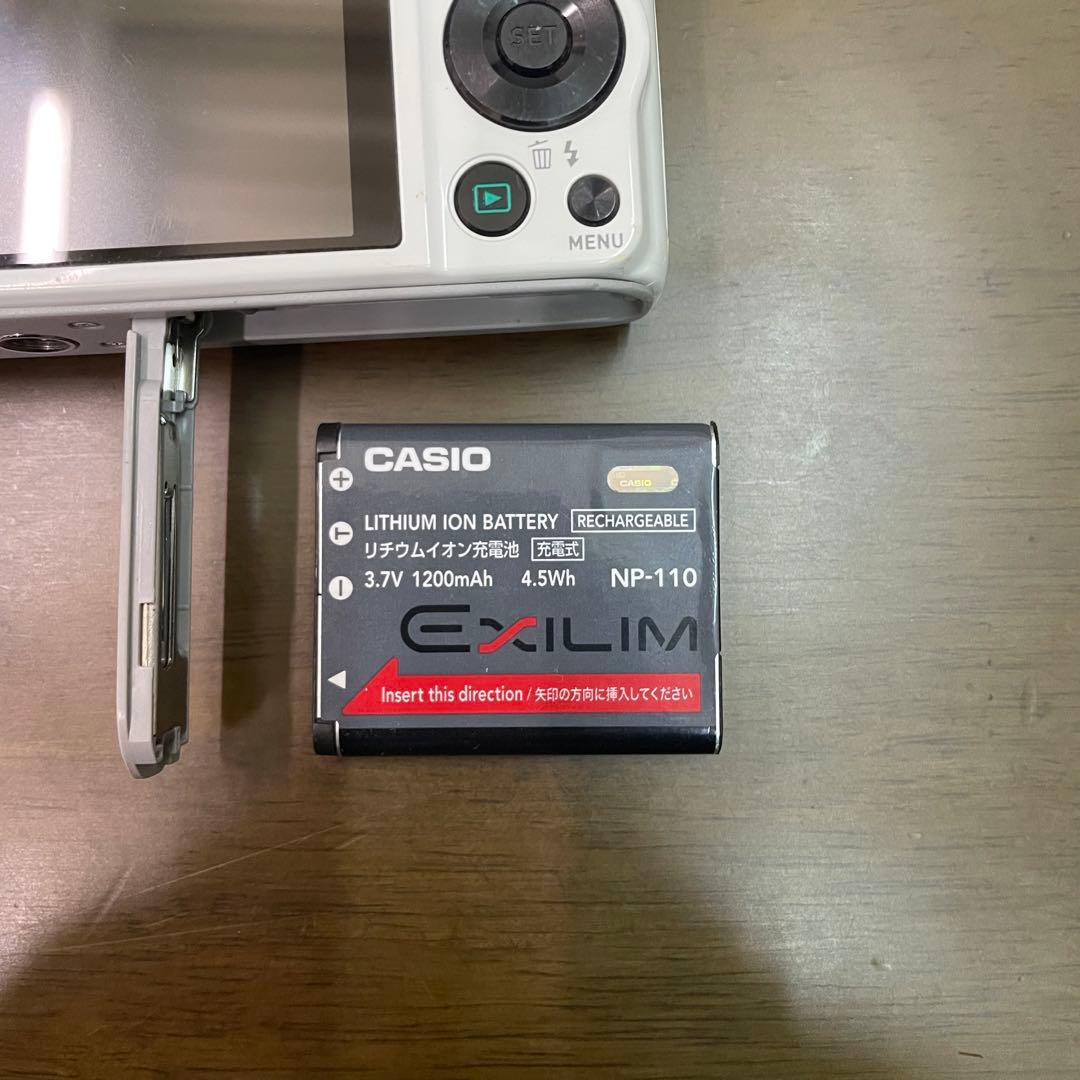 SET
MENU
CASIO
CASIO
LITHIUM ION BATTERY RECHARGEABLE
リチウムイオン充電池 充電式
3.7V 1200mAh 4.5Wh NP-110
EXILIM
Insert this direction / 矢印の方向に挿入してください
+
T
−